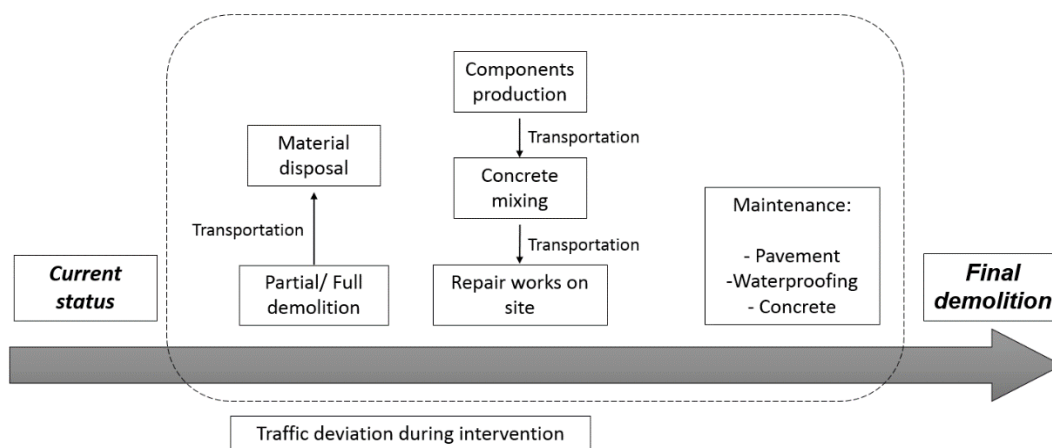 Components
production
Transportation
Material
disposal
Concrete
mixing
Transportation
Transportation
Maintenance:
- Pavement
-Waterproofing
- Concrete
Current
status
Partial/ Full
demolition
Repair works on
site
Final
demolition
Traffic deviation during intervention